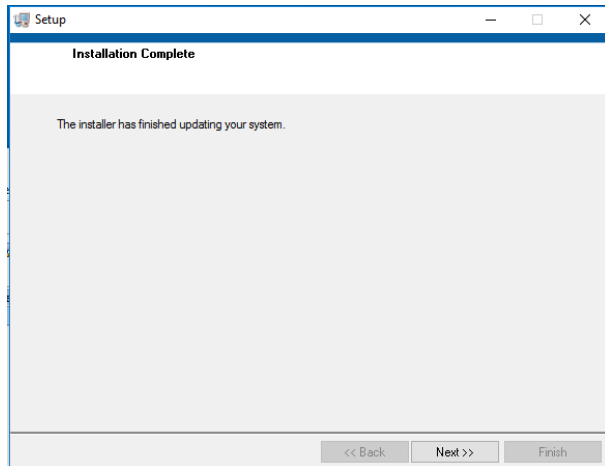 Setup
Installation Complete
The installer has finished updating your system.
<< Back Next >> Finish